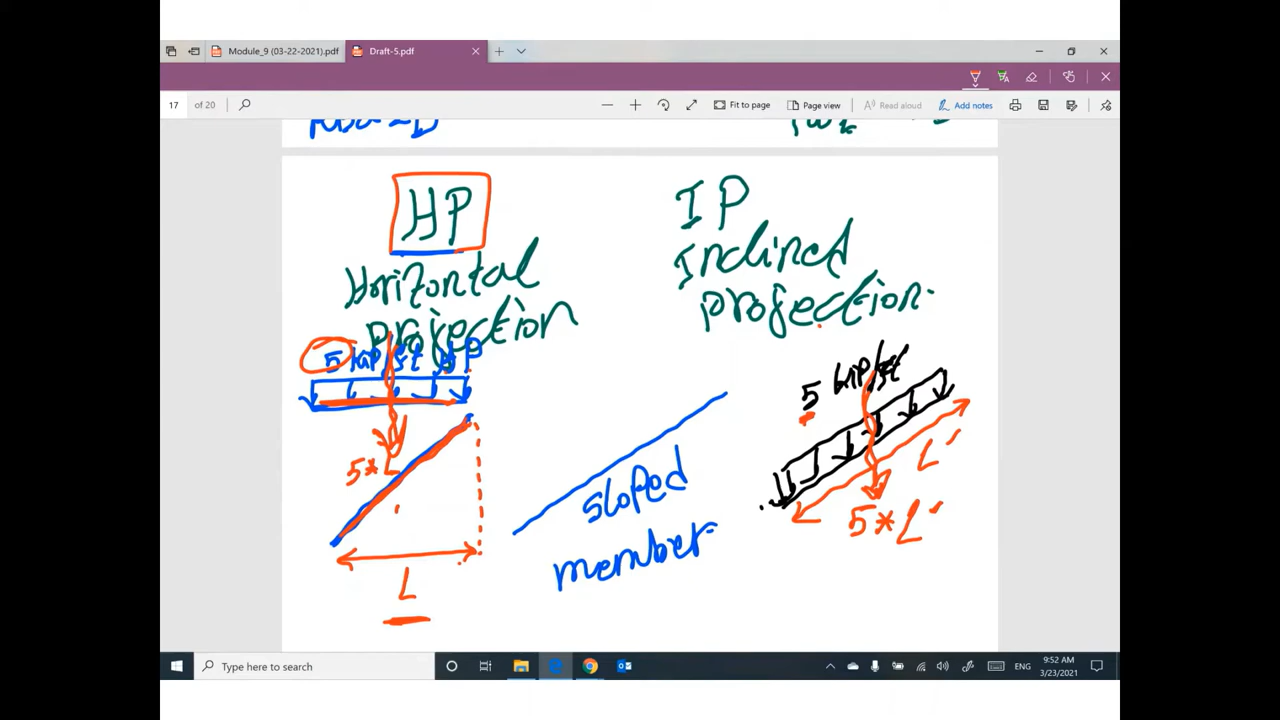 Module_9 (03-22-2021).pdf
Draft-5.pdf
17 of 20
Fit to page
Page view
Read aloud
Add notes
HP
Horizontal
projection
5 kip/ft HP
5*L
L
IP
Inclined
projection.
sloped
member.
5 kip/ft
L'
5*L'
Type here to search
ENG
9:52 AM
3/23/2021